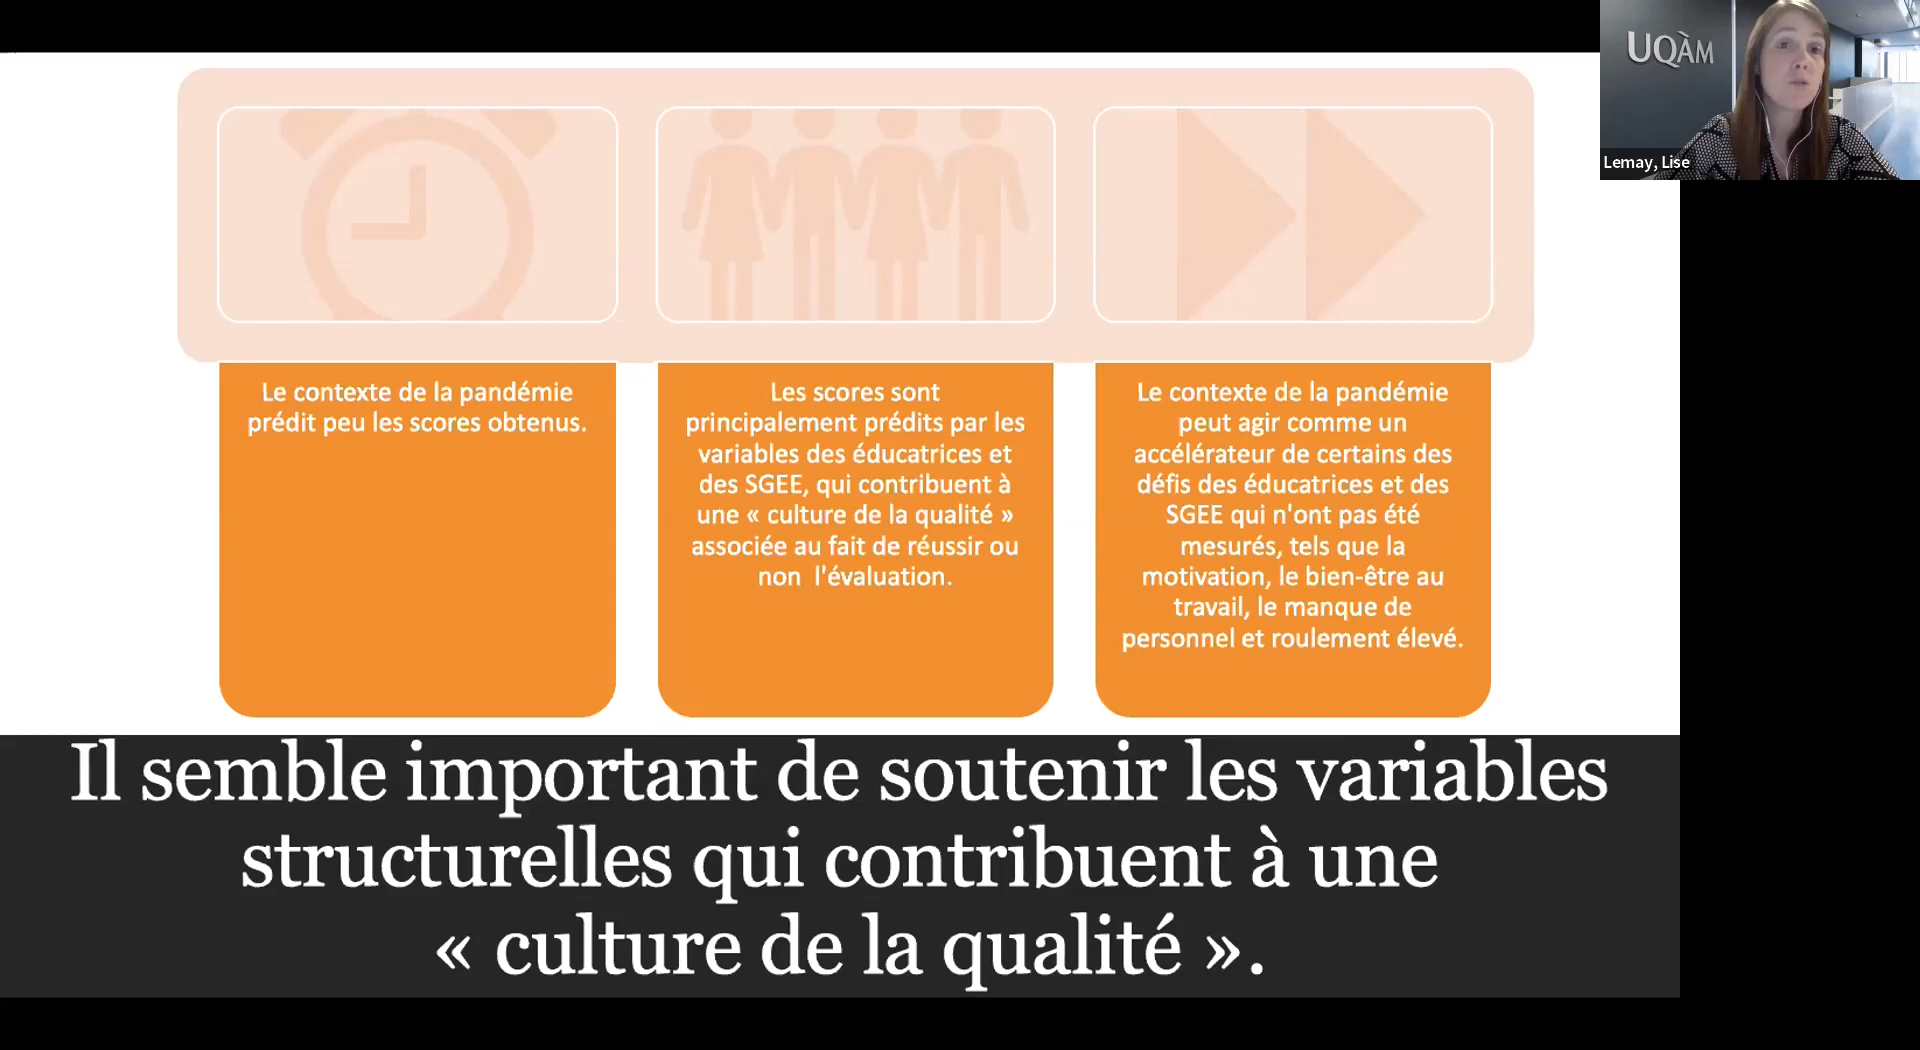 UQÀM
Lemay, Lise
Le contexte de la pandémie
prédit peu les scores obtenus.
Les scores sont
principalement prédits par les
variables des éducatrices et
des SGEE, qui contribuent à
une « culture de la qualité »
associée au fait de réussir ou
non l'évaluation.
Le contexte de la pandémie
peut agir comme un
accélérateur de certains des
défis des éducatrices et des
SGEE qui n'ont pas été
mesurés, tels que la
motivation, le bien-être au
travail, le manque de
personnel et roulement élevé.
Il semble important de soutenir les variables
structurelles qui contribuent à une
« culture de la qualité ».